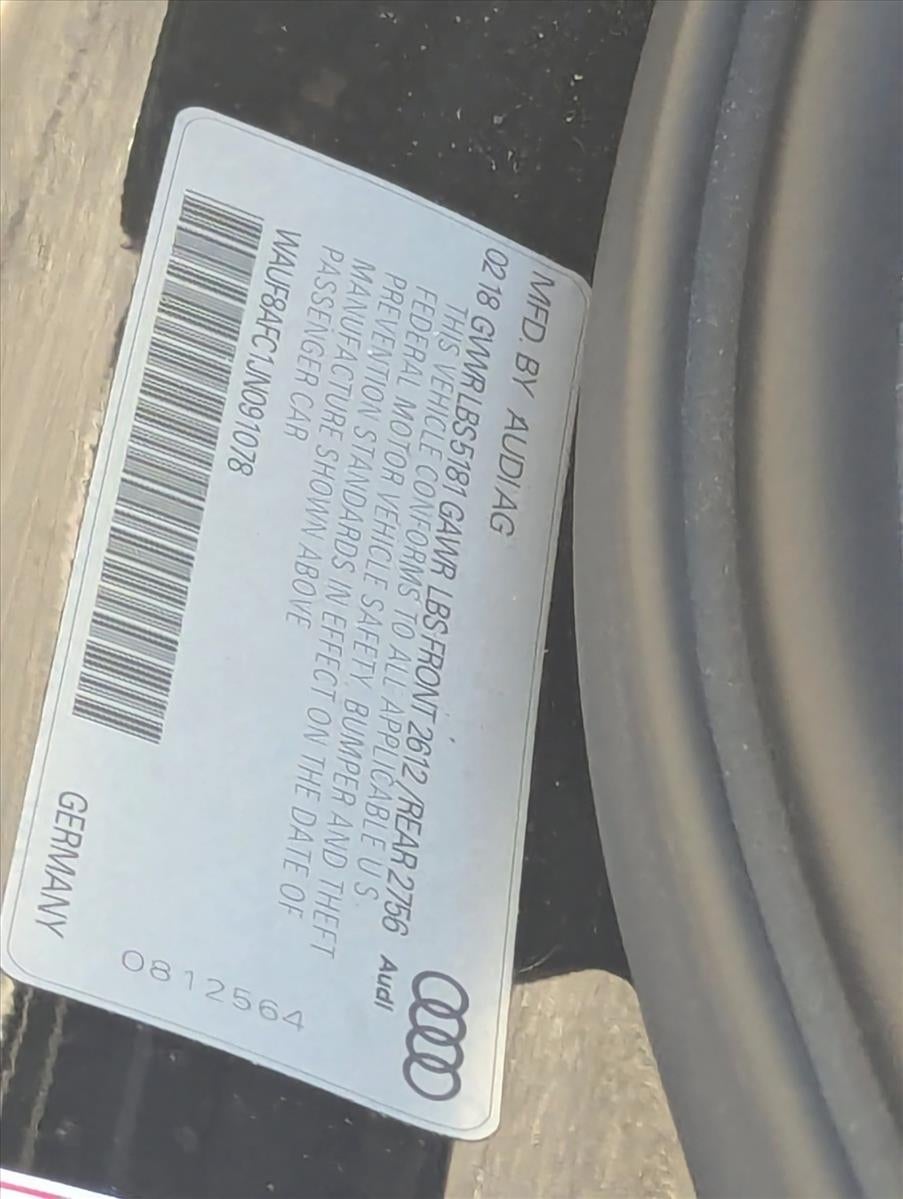 MFD. BY AUDI AG
0218 GVWR LBS 5181 GAWR LBS FRONT 2612 / REAR 2756
THIS VEHICLE CONFORMS TO ALL APPLICABLE U S
FEDERAL MOTOR VEHICLE SAFETY, BUMPER AND THEFT
PREVENTION STANDARDS IN EFFECT ON THE DATE OF
MANUFACTURE SHOWN ABOVE
PASSENGER CAR
WAUF8AFC1JN091078
GERMANY
Audi
0812564